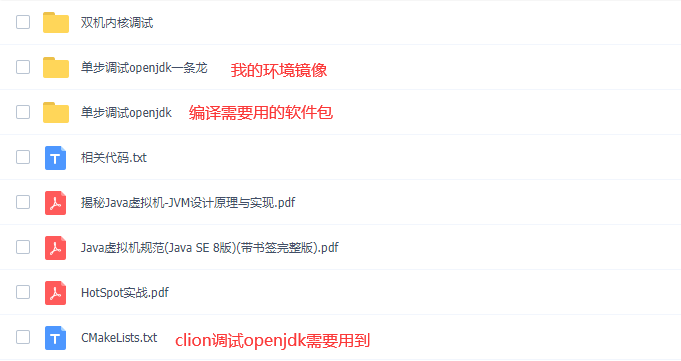 双机内核调试
单步调试openjdk一条龙 我的环境镜像
单步调试openjdk 编译需要用的软件包
相关代码.txt
揭秘Java虚拟机-JVM设计原理与实现.pdf
Java虚拟机规范(Java SE 8版)(带书签完整版).pdf
HotSpot实战.pdf
CMakeLists.txt clion调试openjdk需要用到